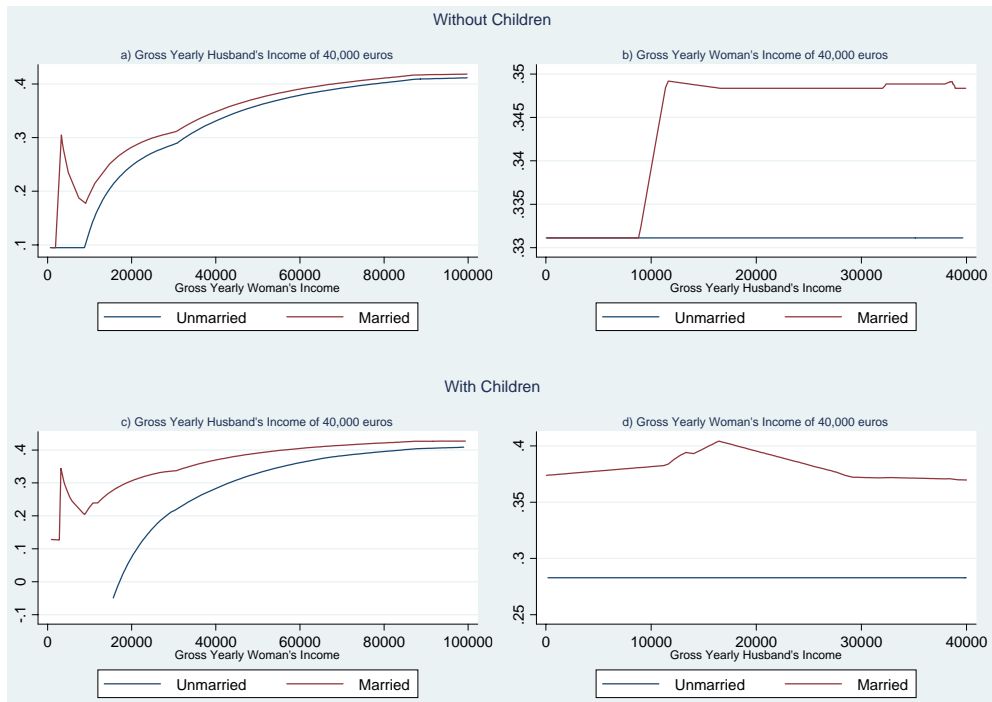 Without Children
a) Gross Yearly Husband's Income of 40,000 euros
.4
.3
.2
.1
0 20000 40000 60000 80000 100000
Gross Yearly Woman's Income
Unmarried Married
b) Gross Yearly Woman's Income of 40,000 euros
.35
.345
.34
.335
.33
0 10000 20000 30000 40000
Gross Yearly Husband's Income
Unmarried Married
With Children
c) Gross Yearly Husband's Income of 40,000 euros
.4
.3
.2
.1
0
-.1
0 20000 40000 60000 80000 100000
Gross Yearly Woman's Income
Unmarried Married
d) Gross Yearly Woman's Income of 40,000 euros
.4
.35
.3
.25
0 10000 20000 30000 40000
Gross Yearly Husband's Income
Unmarried Married